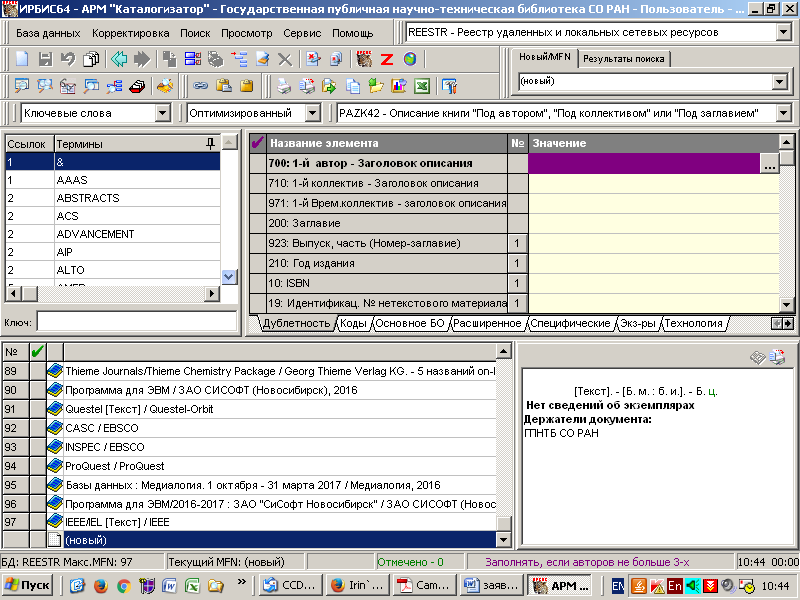 ИРБИС64 - АРМ "Каталогизатор" - Государственная публичная научно-техническая библиотека СО РАН - Пользователь - ...
База данных Корректировка Поиск Просмотр Сервис Помощь
REESTR - Реестр удаленных и локальных сетевых ресурсов
Новый/MFN Результаты поиска
(новый)
Ключевые слова
Оптимизированный
PAZK42 - Описание книги "Под автором", "Под коллективом" или "Под заглавием"
Ссылок Термины
1 &
1 AAAS
2 ABSTRACTS
2 ACS
2 ADVANCEMENT
2 AIP
2 ALTO
Ключ:
Название элемента № Значение
700: 1-й автор - Заголовок описания ...
710: 1-й коллектив - Заголовок описания
971: 1-й Врем.коллектив - заголовок описания
200: Заглавие
923: Выпуск, часть (Номер-заглавие) 1
210: Год издания 1
10: ISBN 1
19: Идентификац. № нетекстового материала 1
Дублетность Коды Основное БО Расширенное Специфические Экз-ры Технология
№
89 Thieme Journals/Thieme Chemistry Package / Georg Thieme Verlag KG. - 5 названий on-l
90 Программа для ЭВМ / ЗАО СИСОФТ (Новосибирск), 2016
91 Questel [Текст] / Questel-Orbit
92 CASC / EBSCO
93 INSPEC / EBSCO
94 ProQuest / ProQuest
95 Базы данных : Медиалогия. 1 октября - 31 марта 2017 / Медиалогия, 2016
96 Программа для ЭВМ/2016-2017 : ЗАО "СиСофт Новосибирск" / ЗАО СИСОФТ (Новос
97 IEEE/IEL [Текст] / IEEE
(новый)
[Текст]. - [Б. м. : б. и.]. - Б. ц.
Нет сведений об экземплярах
Держатели документа:
ГПНТБ СО РАН
БД: REESTR Макс.MFN: 97 Текущий MFN: (новый) Отмечено - 0 Заполнять, если авторов не больше 3-х 10:44 00:00
Пуск » CCD... Irin`... Cam... заяв... АРМ ... EN En 10:44